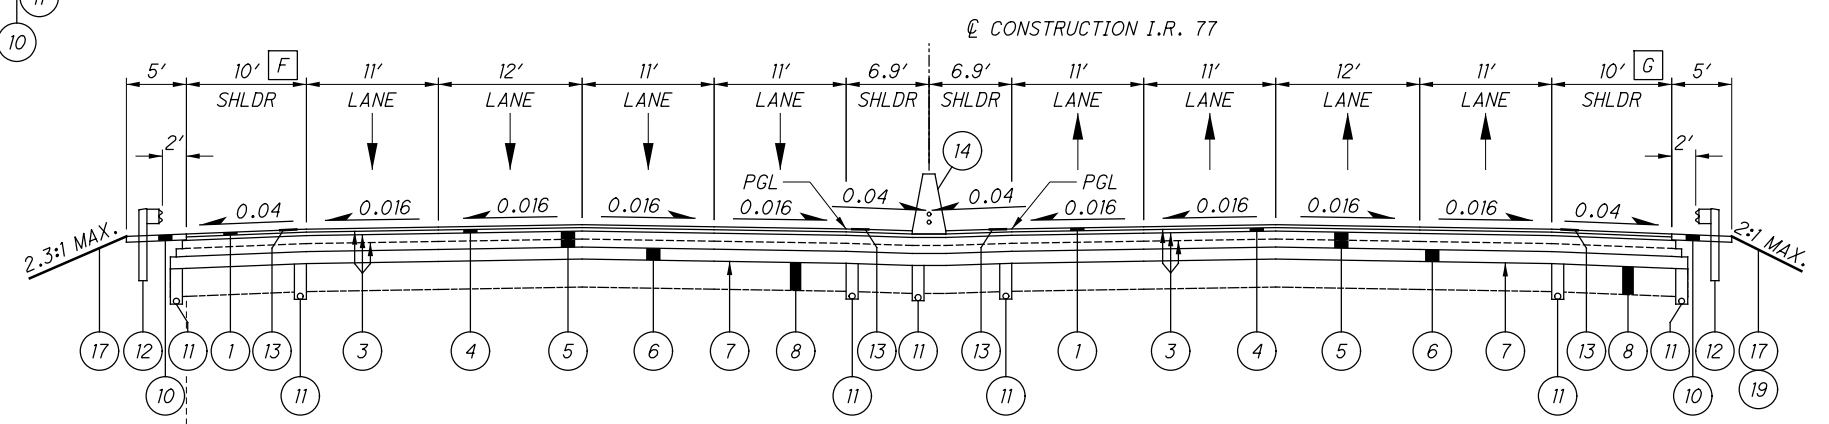 11
10
℄ CONSTRUCTION I.R. 77
5' 10' F 11' 12' 11' 11' 6.9' 6.9' 11' 11' 12' 11' 10' G 5'
SHLDR LANE LANE LANE LANE SHLDR SHLDR LANE LANE LANE LANE SHLDR
2' 14 2'
PGL PGL
0.04 0.016 0.016 0.016 0.016 0.04 0.04 0.016 0.016 0.016 0.016 0.04
2.3:1 MAX. 2:1 MAX.
17 12 11 1 13 3 4 5 6 7 8 13 11 13 1 3 4 5 6 7 13 8 11 12 17
10 11 11 11 11 10 19